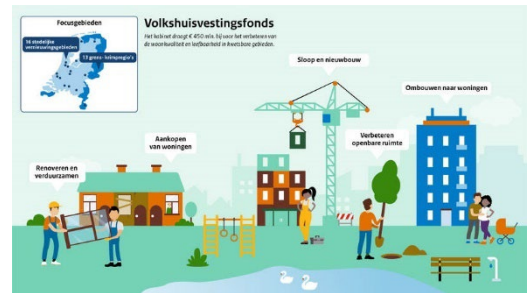 Focusgebieden
16 stedelijke
vernieuwingsgebieden
13 grens- krimpregio's
Volkshuisvestingsfonds
Het kabinet draagt € 450 mln. bij voor het verbeteren van
de woonkwaliteit en leefbaarheid in kwetsbare gebieden.
Sloop en nieuwbouw
Ombouwen naar woningen
Aankopen
van woningen
Verbeteren
openbare ruimte
Renoveren en
verduurzamen